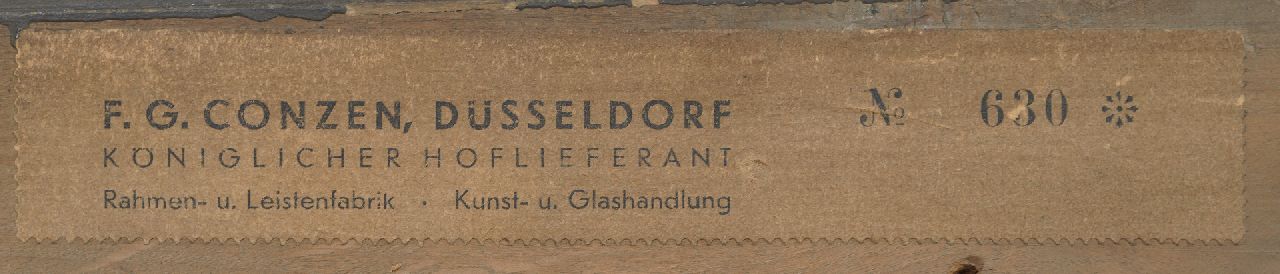 F. G. CONZEN, DÜSSELDORF № 630 ✻
KÖNIGLICHER HOFLIEFERANT
Rahmen- u. Leistenfabrik · Kunst- u. Glashandlung